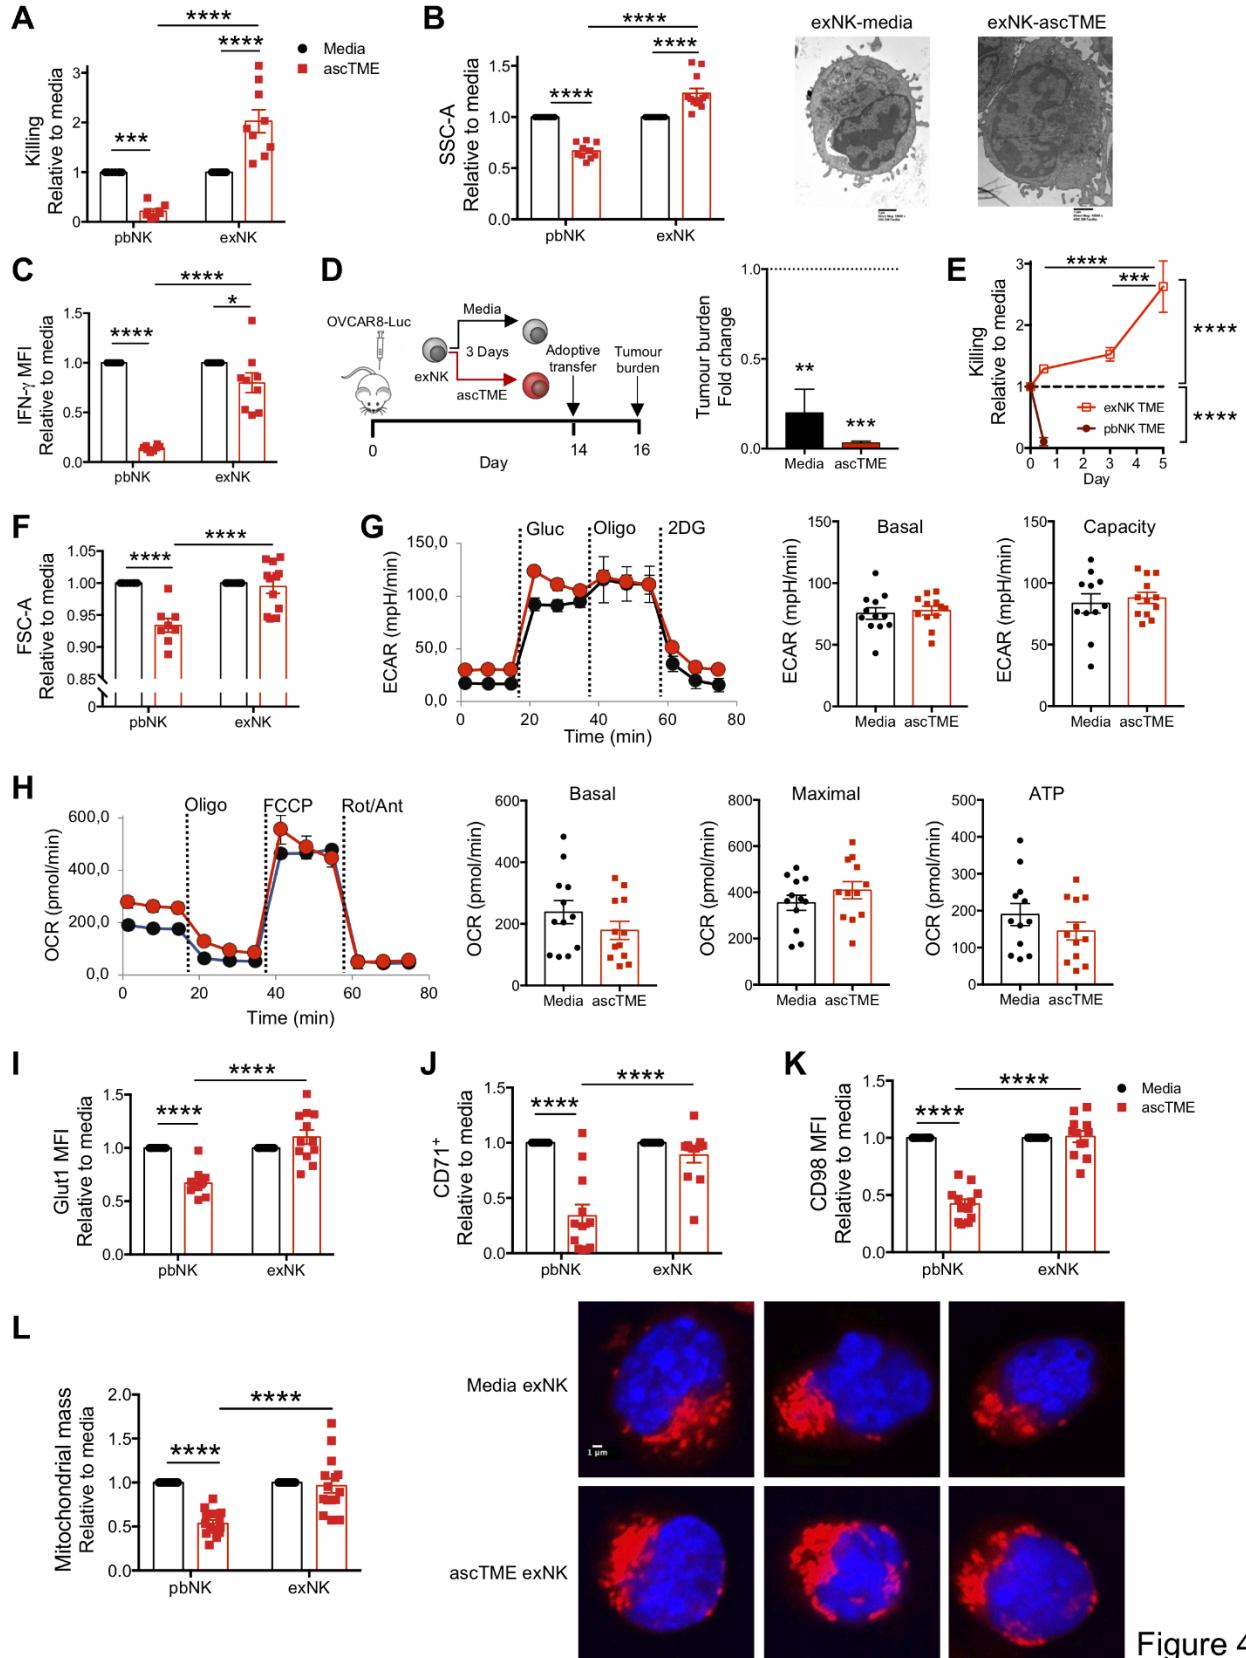 A
****
****
***
Media
ascTME
Killing
Relative to media
3
2
1
0
pbNK
exNK
B
****
****
****
SSC-A
Relative to media
1.5
1.0
0.5
0.0
pbNK
exNK
exNK-media
exNK-ascTME
C
****
*
****
IFN-γ MFI
Relative to media
1.5
1.0
0.5
0.0
pbNK
exNK
D
OVCAR8-Luc
Media
exNK
3 Days
ascTME
Adoptive
transfer
Tumour
burden
0
14
16
Day
Tumour burden
Fold change
1.0
0.5
0.0
**
***
Media
ascTME
E
****
***
****
****
Killing
Relative to media
3
2
1
0
exNK TME
pbNK TME
0 1 2 3 4 5
Day
F
****
****
FSC-A
Relative to media
1.05
1.00
0.95
0.90
0.85
0
pbNK
exNK
G
Gluc
Oligo
2DG
ECAR (mpH/min)
150,0
100,0
50,0
0,0
0 20 40 60 80
Time (min)
Basal
ECAR (mpH/min)
150
100
50
0
Media
ascTME
Capacity
ECAR (mpH/min)
150
100
50
0
Media
ascTME
H
Oligo
FCCP
Rot/Ant
OCR (pmol/min)
600,0
400,0
200,0
0,0
0 20 40 60 80
Time (min)
Basal
OCR (pmol/min)
600
400
200
0
Media
ascTME
Maximal
OCR (pmol/min)
800
600
400
200
0
Media
ascTME
ATP
OCR (pmol/min)
500
400
300
200
100
0
Media
ascTME
I
****
****
Glut1 MFI
Relative to media
1.5
1.0
0.5
0.0
pbNK
exNK
J
****
****
CD71+
Relative to media
1.5
1.0
0.5
0.0
pbNK
exNK
K
****
****
Media
ascTME
CD98 MFI
Relative to media
1.5
1.0
0.5
0.0
pbNK
exNK
L
****
****
Mitochondrial mass
Relative to media
2.0
1.5
1.0
0.5
0.0
pbNK
exNK
Media exNK
1 µm
ascTME exNK
Figure 4